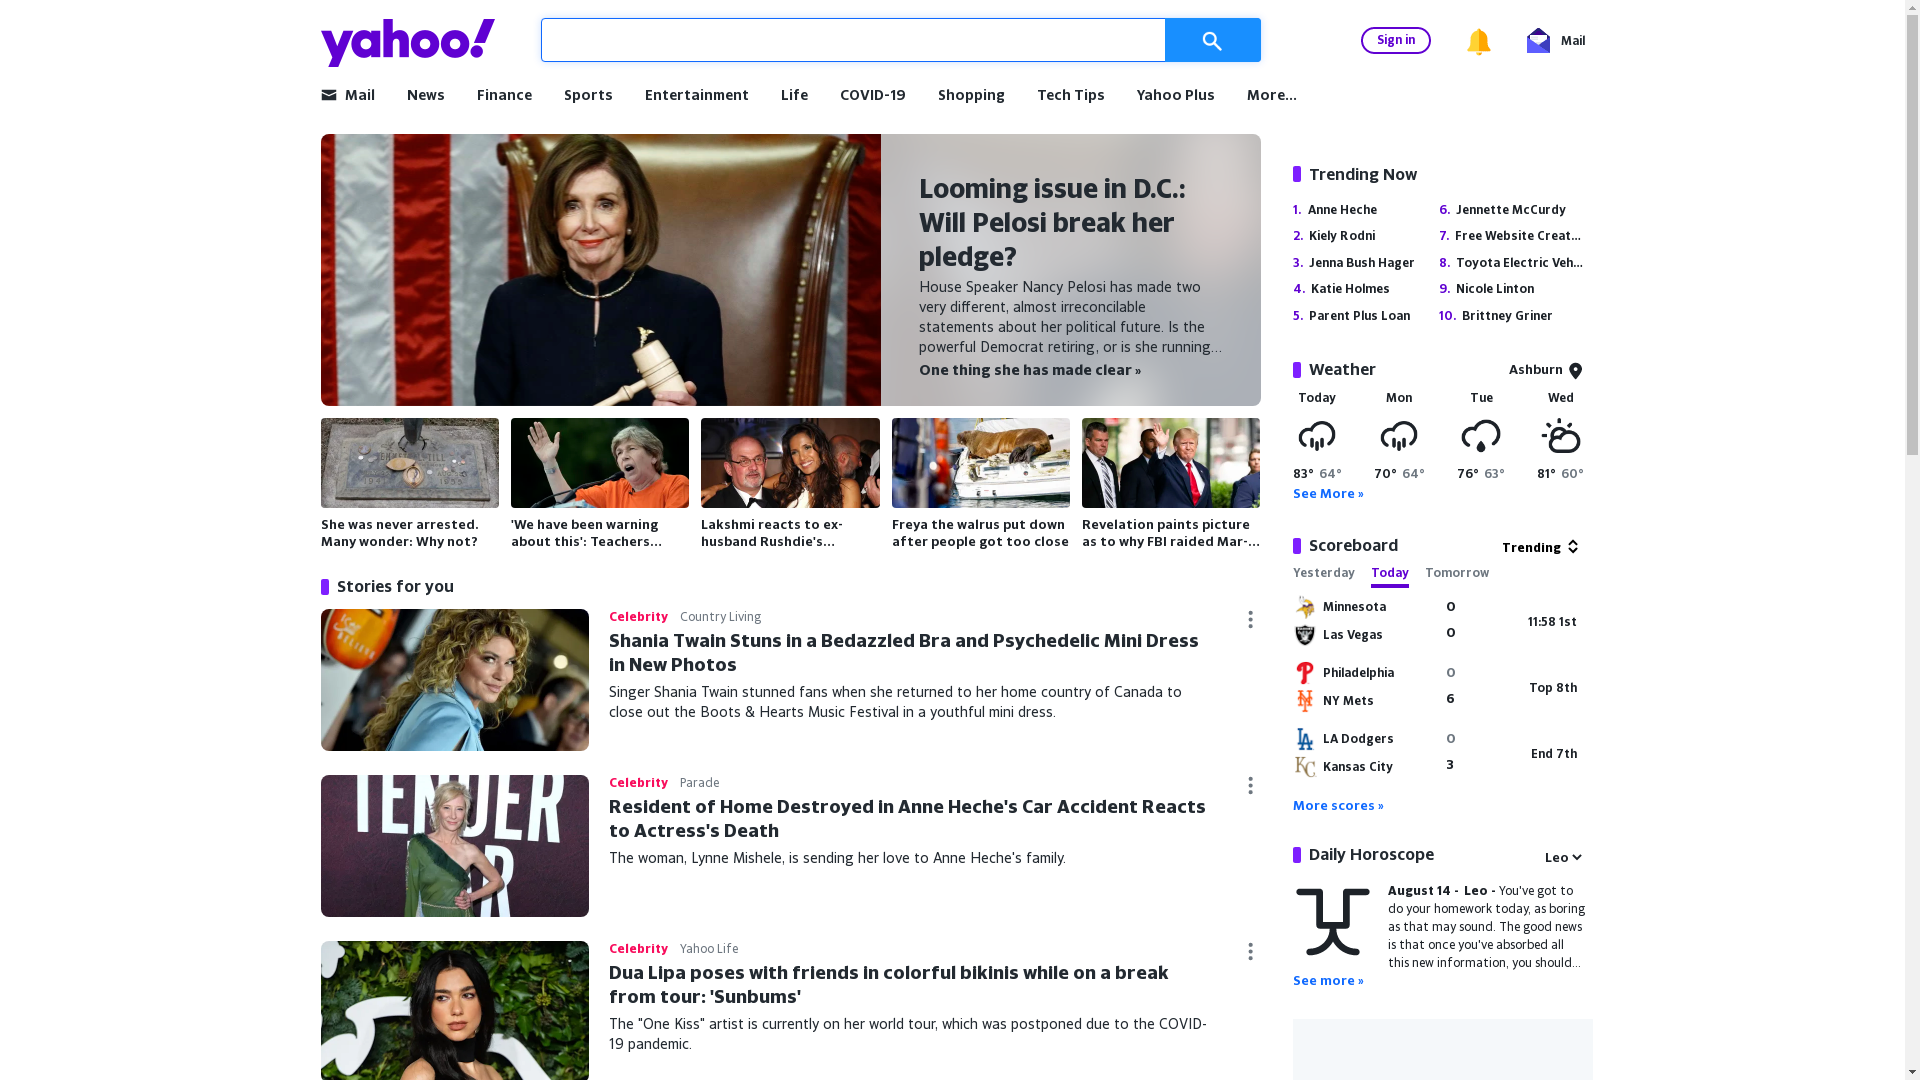 yahoo!
Sign in
Mail
Mail
News
Finance
Sports
Entertainment
Life
COVID-19
Shopping
Tech Tips
Yahoo Plus
More...
Looming issue in D.C.:
Will Pelosi break her
pledge?
House Speaker Nancy Pelosi has made two
very different, almost irreconcilable
statements about her political future. Is the
powerful Democrat retiring, or is she running…
One thing she has made clear »
She was never arrested.
Many wonder: Why not?
'We have been warning
about this': Teachers…
Lakshmi reacts to ex-
husband Rushdie's…
Freya the walrus put down
after people got too close
Revelation paints picture
as to why FBI raided Mar-…
Stories for you
Celebrity Country Living
Shania Twain Stuns in a Bedazzled Bra and Psychedelic Mini Dress
in New Photos
Singer Shania Twain stunned fans when she returned to her home country of Canada to
close out the Boots & Hearts Music Festival in a youthful mini dress.
TENDER
Celebrity Parade
Resident of Home Destroyed in Anne Heche's Car Accident Reacts
to Actress's Death
The woman, Lynne Mishele, is sending her love to Anne Heche's family.
Celebrity Yahoo Life
Dua Lipa poses with friends in colorful bikinis while on a break
from tour: 'Sunbums'
The "One Kiss" artist is currently on her world tour, which was postponed due to the COVID-
19 pandemic.
Trending Now
1. Anne Heche
2. Kiely Rodni
3. Jenna Bush Hager
4. Katie Holmes
5. Parent Plus Loan
6. Jennette McCurdy
7. Free Website Creat…
8. Toyota Electric Veh…
9. Nicole Linton
10. Brittney Griner
Weather
Ashburn
Today Mon Tue Wed
83° 64° 70° 64° 76° 63° 81° 60°
See More »
Scoreboard
Trending
Yesterday Today Tomorrow
Minnesota 0
Las Vegas 0
11:58 1st
Philadelphia 0
NY Mets 6
Top 8th
LA Dodgers 0
Kansas City 3
End 7th
More scores »
Daily Horoscope
Leo
August 14 - Leo - You've got to
do your homework today, as boring
as that may sound. The good news
is that once you've absorbed all
this new information, you should…
See more »